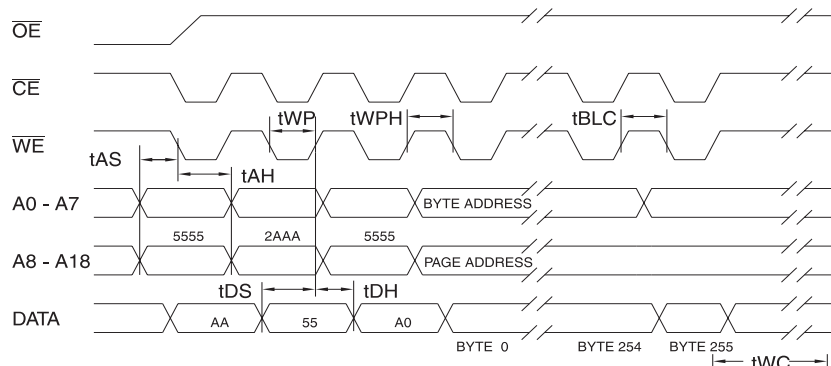 OE
CE
tWP tWPH tBLC
WE
tAS
tAH
A0 - A7 BYTE ADDRESS
5555 2AAA 5555
A8 - A18 PAGE ADDRESS
tDS tDH
DATA AA 55 A0
BYTE 0 BYTE 254 BYTE 255
tWC